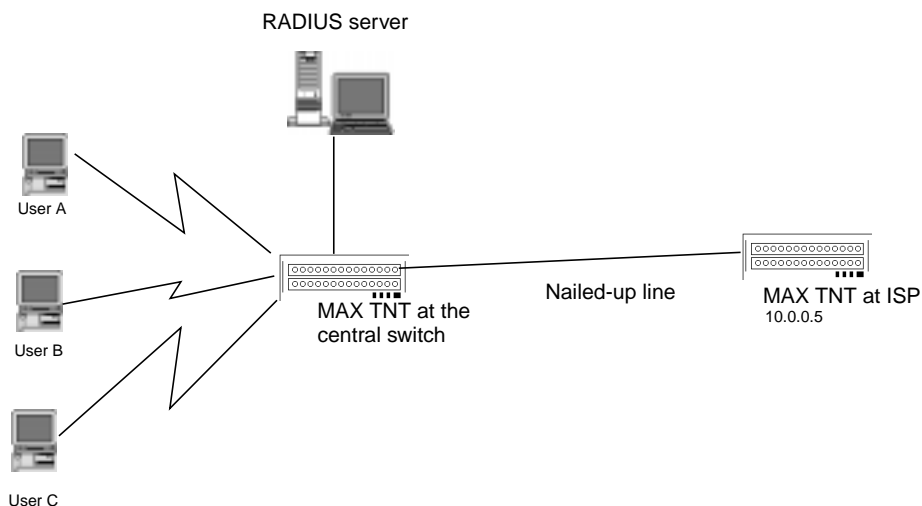 RADIUS server
User A
User B
User C
MAX TNT at the
central switch
Nailed-up line
MAX TNT at ISP
10.0.0.5